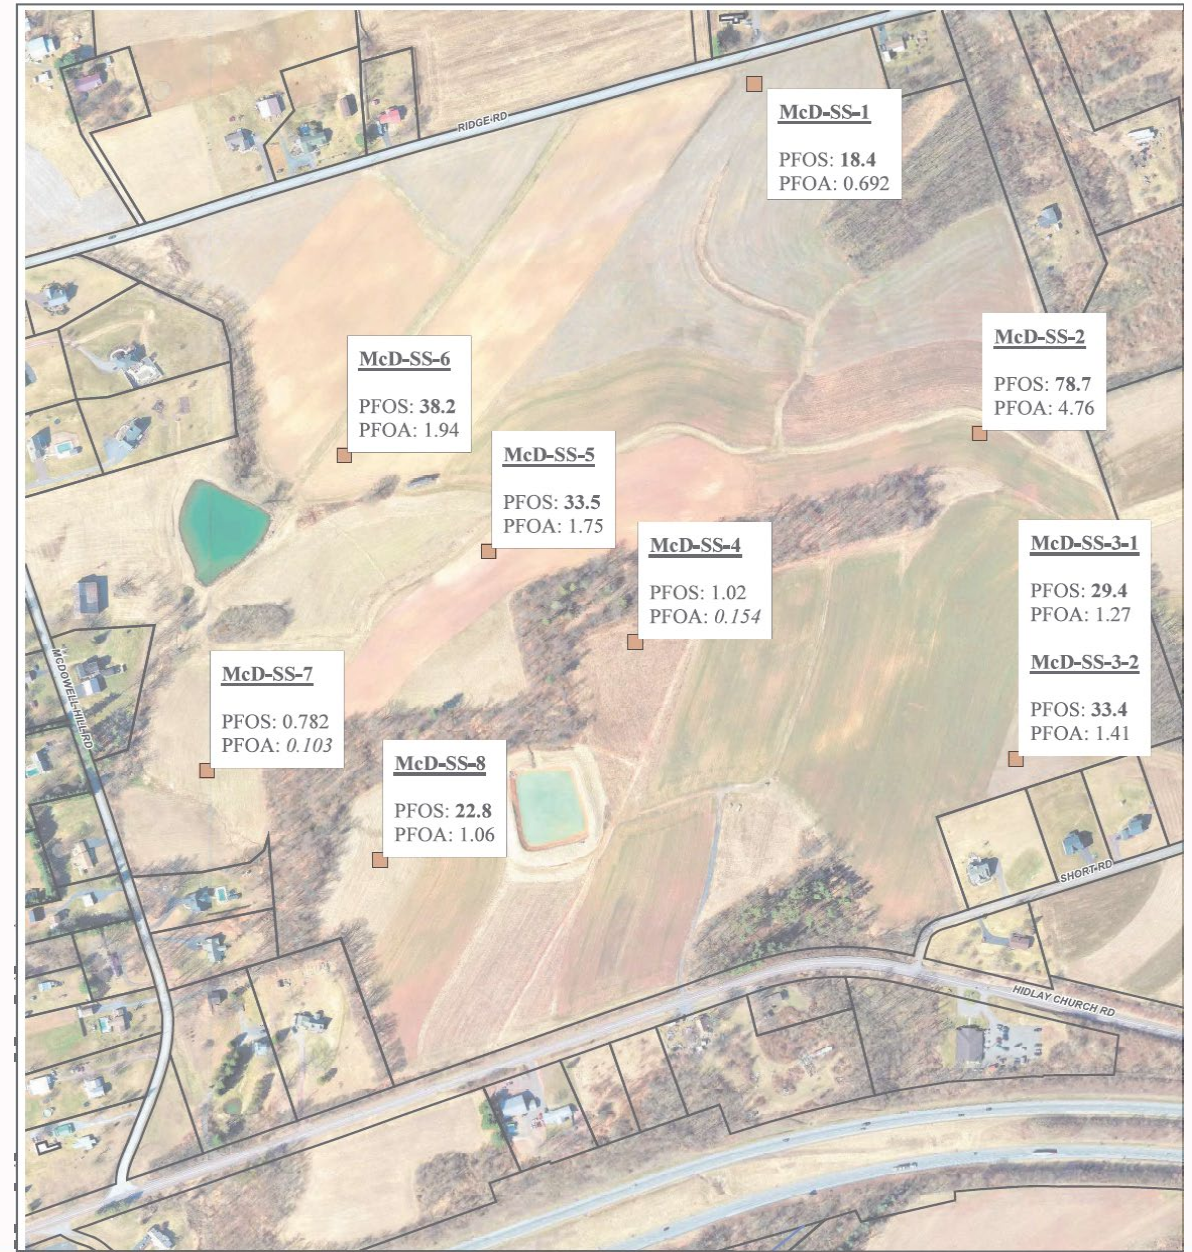 RIDGE RD
McD-SS-1
PFOS: 18.4
PFOA: 0.692
McD-SS-2
PFOS: 78.7
PFOA: 4.76
McD-SS-6
PFOS: 38.2
PFOA: 1.94
McD-SS-5
PFOS: 33.5
PFOA: 1.75
McD-SS-4
PFOS: 1.02
PFOA: 0.154
McD-SS-3-1
PFOS: 29.4
PFOA: 1.27
McD-SS-3-2
PFOS: 33.4
PFOA: 1.41
MCDOWELL HILL RD
McD-SS-7
PFOS: 0.782
PFOA: 0.103
McD-SS-8
PFOS: 22.8
PFOA: 1.06
SHORT RD
HIDLAY CHURCH RD